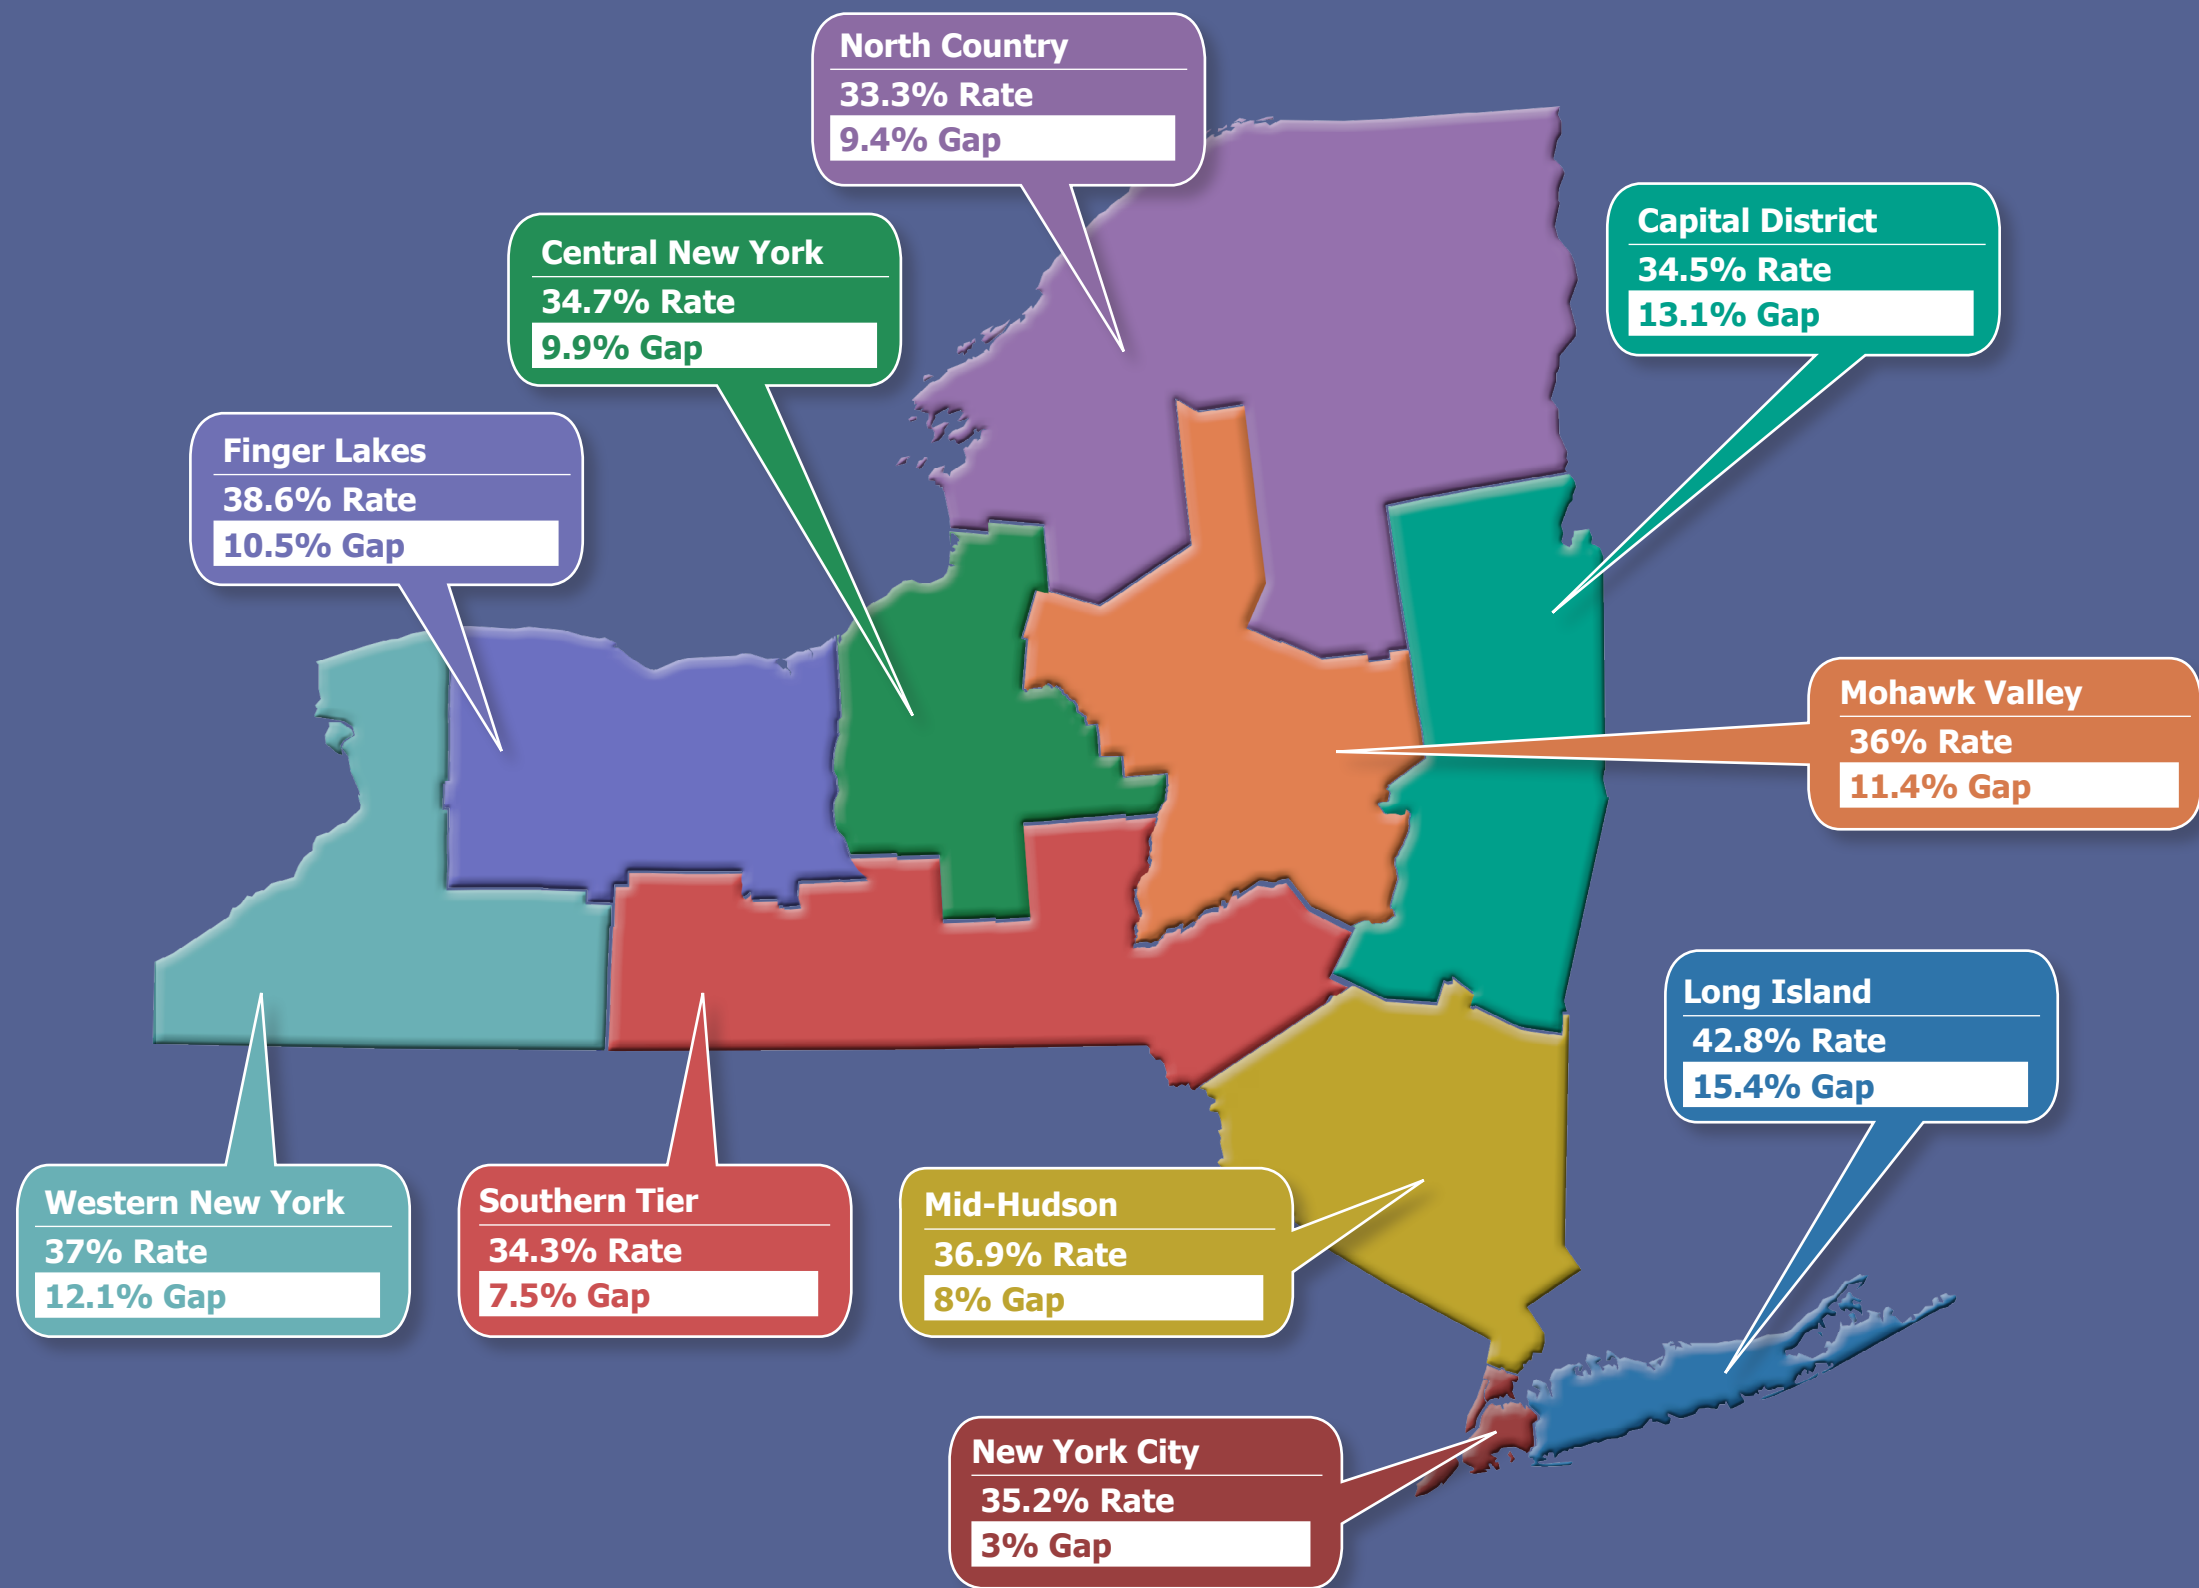 North Country
33.3% Rate
9.4% Gap
Capital District
34.5% Rate
13.1% Gap
Central New York
34.7% Rate
9.9% Gap
Finger Lakes
38.6% Rate
10.5% Gap
Mohawk Valley
36% Rate
11.4% Gap
Long Island
42.8% Rate
15.4% Gap
Western New York
37% Rate
12.1% Gap
Southern Tier
34.3% Rate
7.5% Gap
Mid-Hudson
36.9% Rate
8% Gap
New York City
35.2% Rate
3% Gap